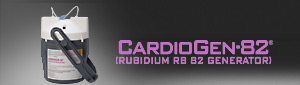 CARDIOGEN-82®
(RUBIDIUM RB 82 GENERATOR)